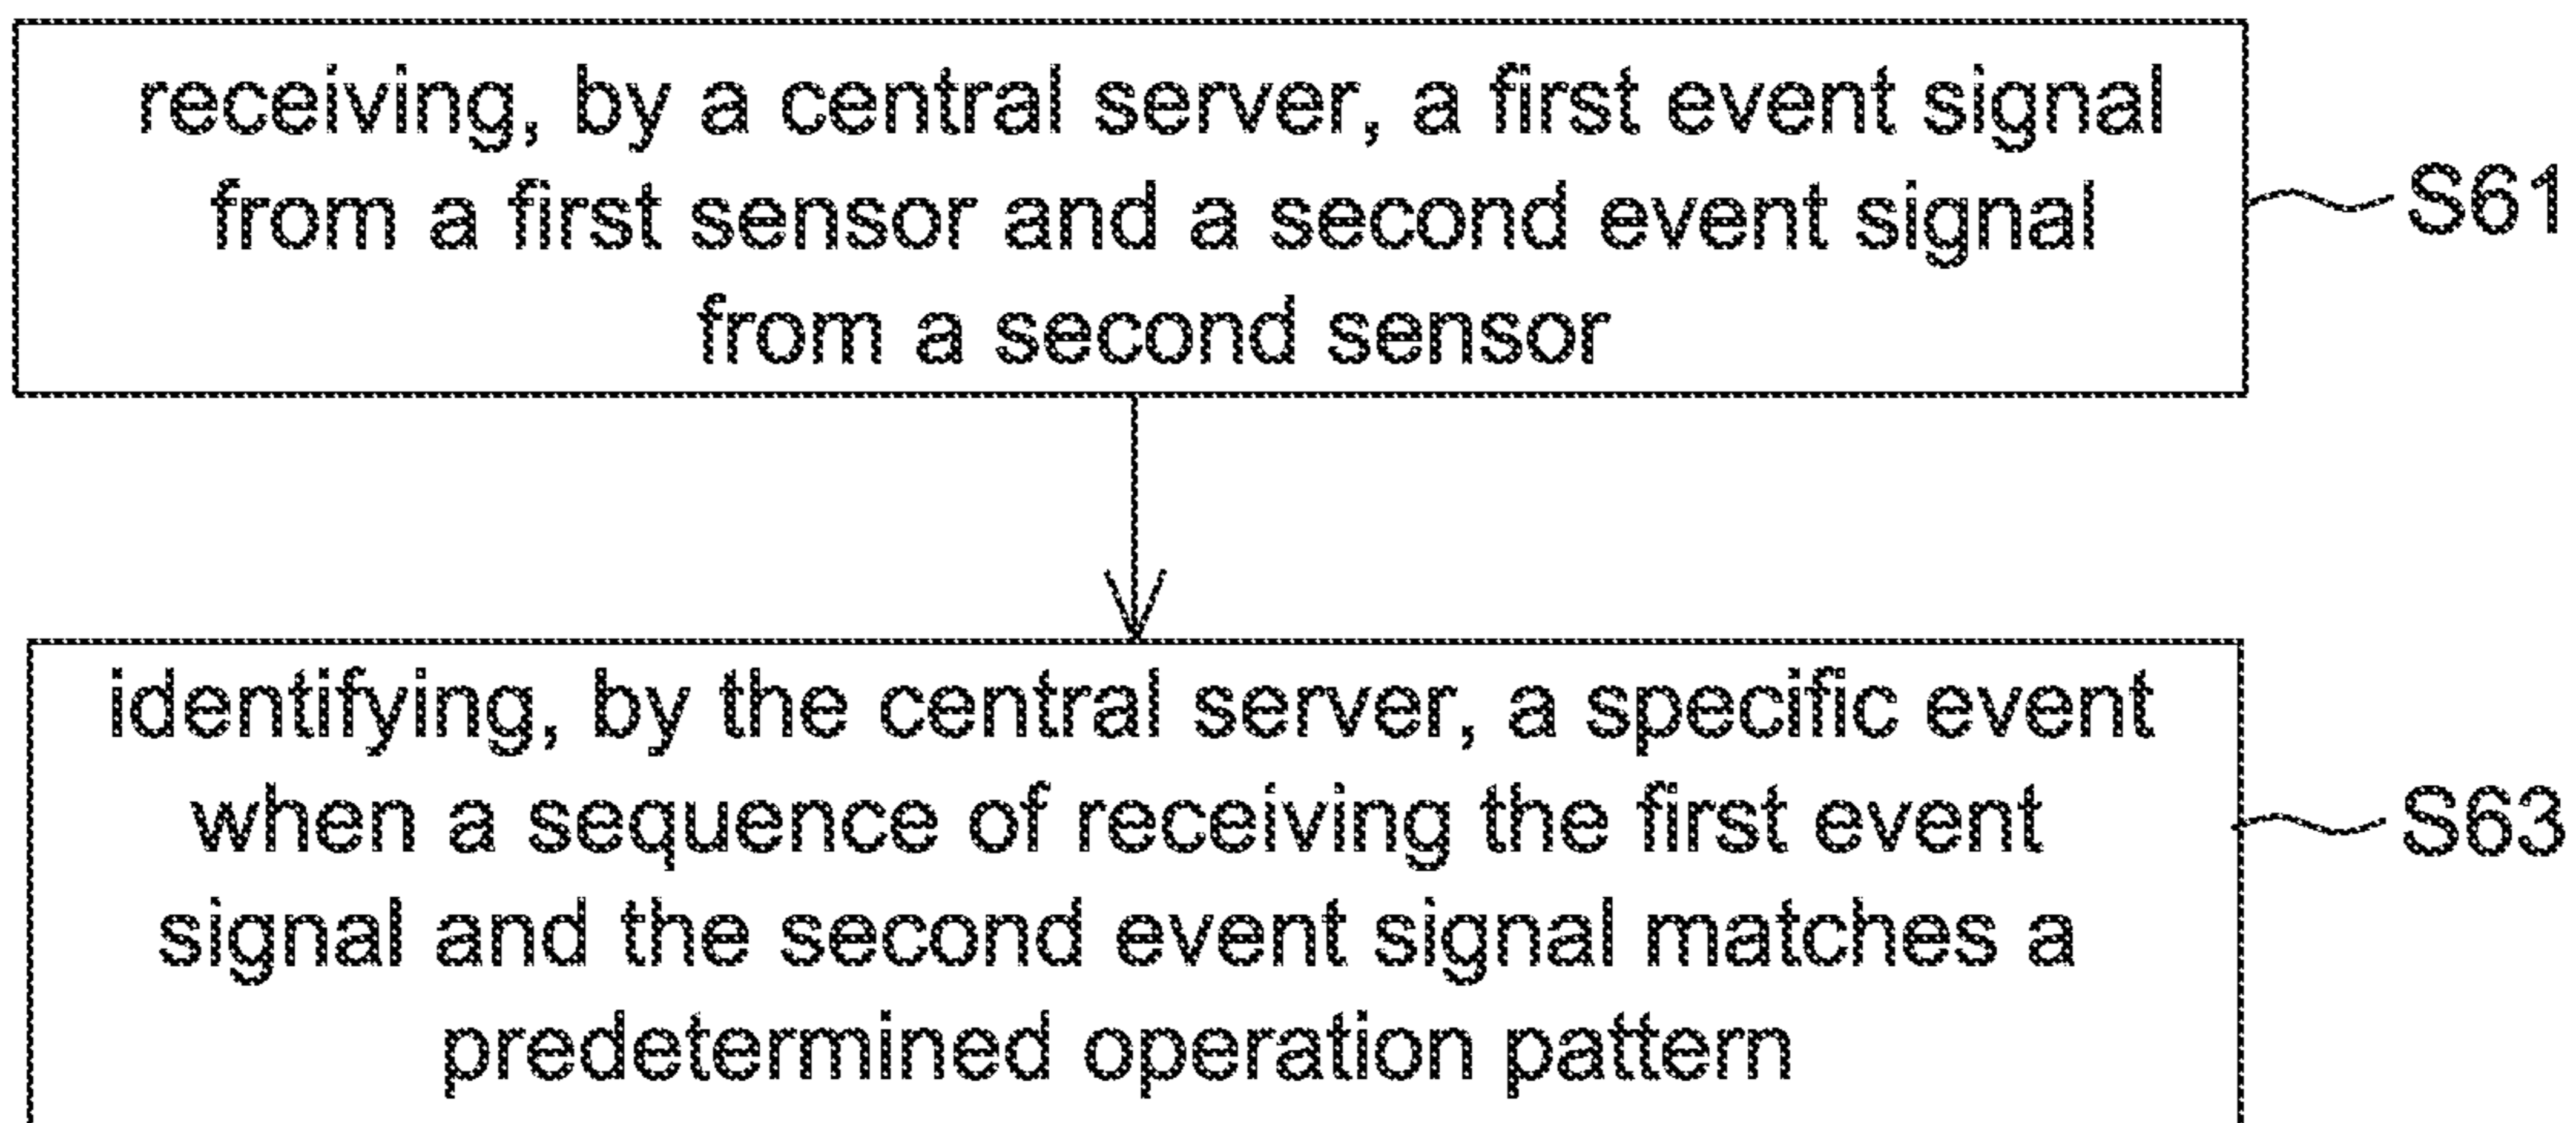 receiving, by a central server, a first event signal
from a first sensor and a second event signal
from a second sensor
S61
identifying, by the central server, a specific event
when a sequence of receiving the first event
signal and the second event signal matches a
predetermined operation pattern
S63